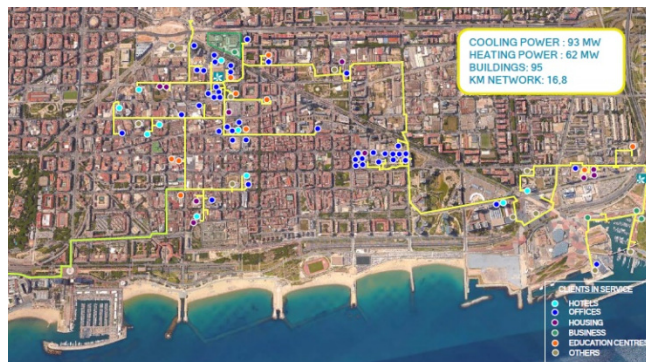 COOLING POWER : 93 MW
HEATING POWER : 62 MW
BUILDINGS: 95
KM NETWORK: 16,8
CLIENTS IN SERVICE
HOTELS
OFFICES
HOUSING
BUSINESS
EDUCATION CENTRES
OTHERS